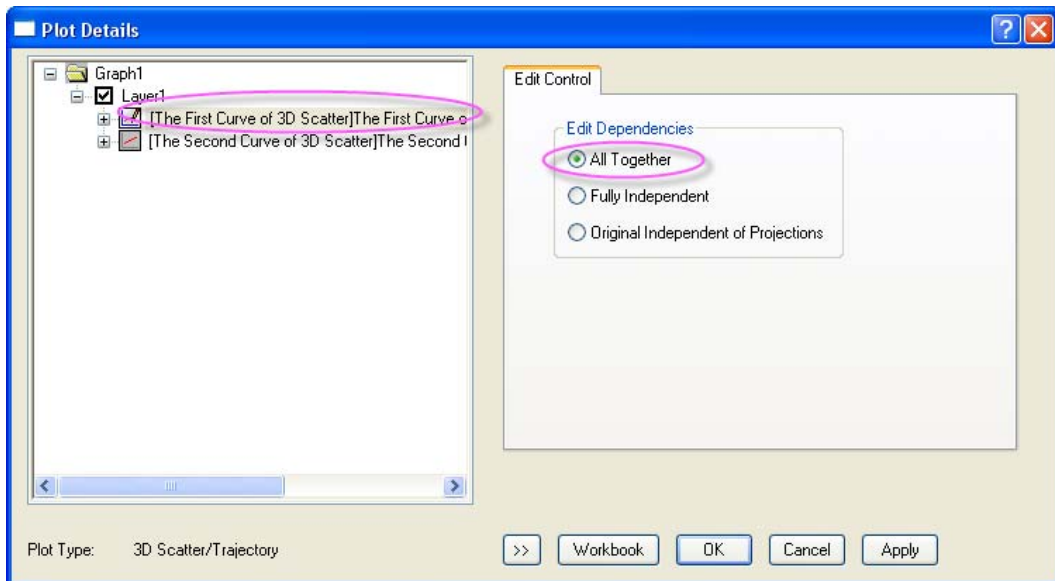 Plot Details
Graph1
Layer1
[The First Curve of 3D Scatter]The First Curve o
[The Second Curve of 3D Scatter]The Second
Edit Control
Edit Dependencies
All Together
Fully Independent
Original Independent of Projections
Plot Type: 3D Scatter/Trajectory
>> Workbook OK Cancel Apply